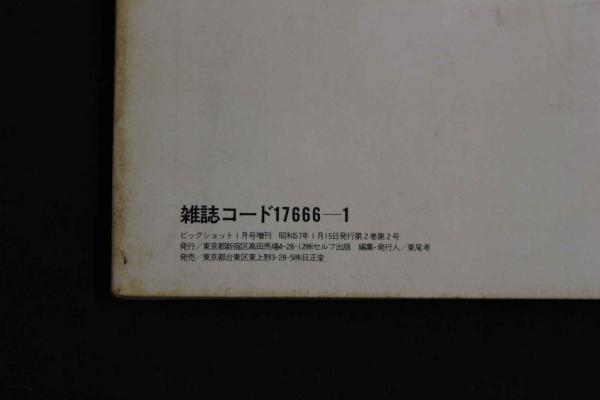 雑誌コード17666―1
ビッグショット1月号増刊　昭和57年1月15日発行第2巻第2号
発行／東京都新宿区高田馬場4-28-12㈱セルフ出版　編集・発行人／東尾孝
発売／東京都台東区東上野3-28-5㈱日正堂